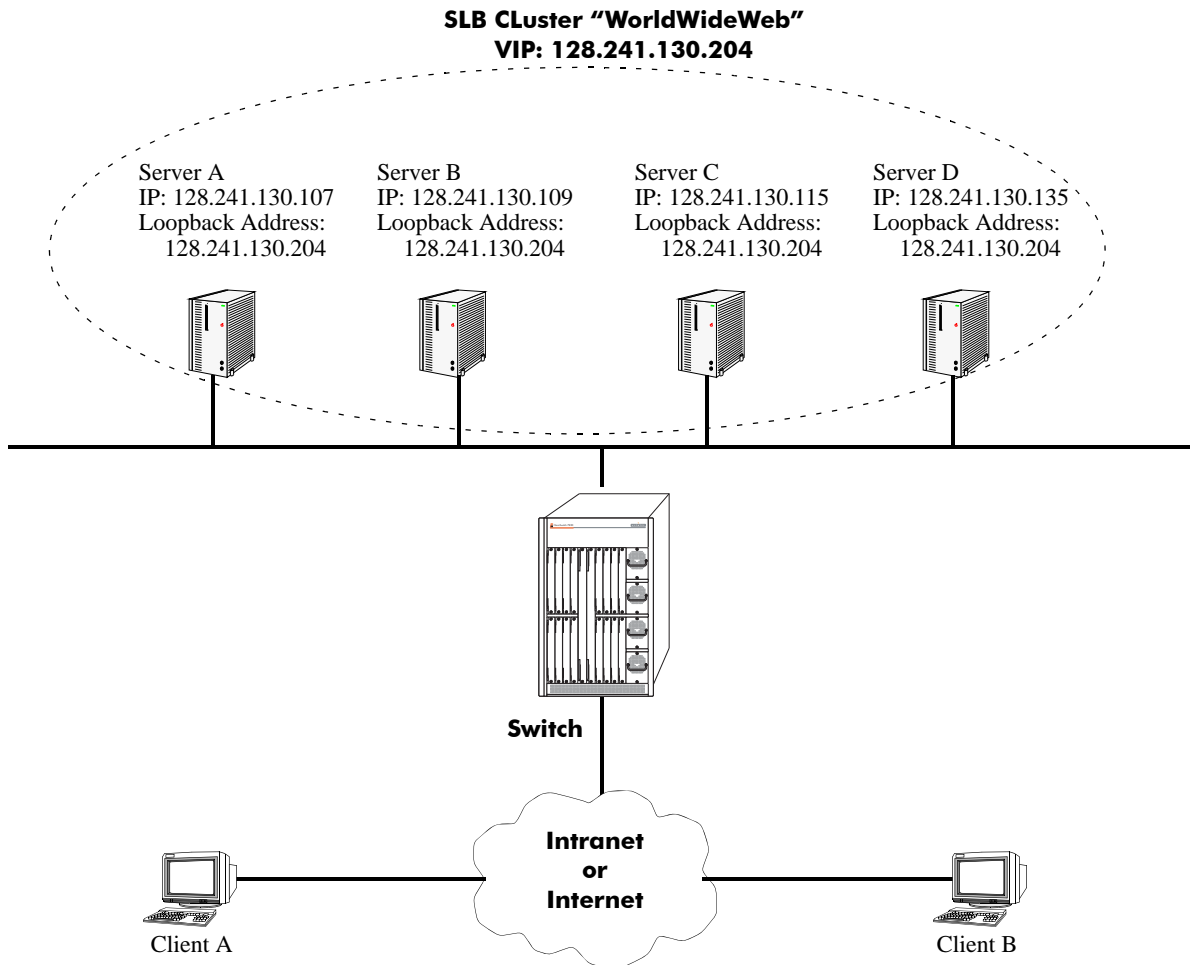 SLB CLuster “WorldWideWeb”
VIP: 128.241.130.204
Server A
IP: 128.241.130.107
Loopback Address:
128.241.130.204
Server B
IP: 128.241.130.109
Loopback Address:
128.241.130.204
Server C
IP: 128.241.130.115
Loopback Address:
128.241.130.204
Server D
IP: 128.241.130.135
Loopback Address:
128.241.130.204
Switch
Intranet
or
Internet
Client A
Client B